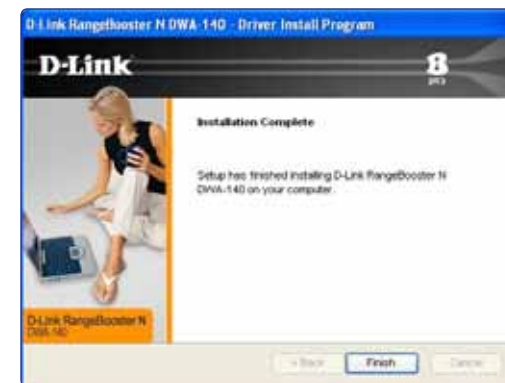 D-Link RangeBooster N DWA-140 - Driver Install Program
D-Link
Installation Complete
Setup has finished installing D-Link RangeBooster N
DWA-140 on your computer.
D-Link RangeBooster N
DWA-140
< Back
Finish
Cancel